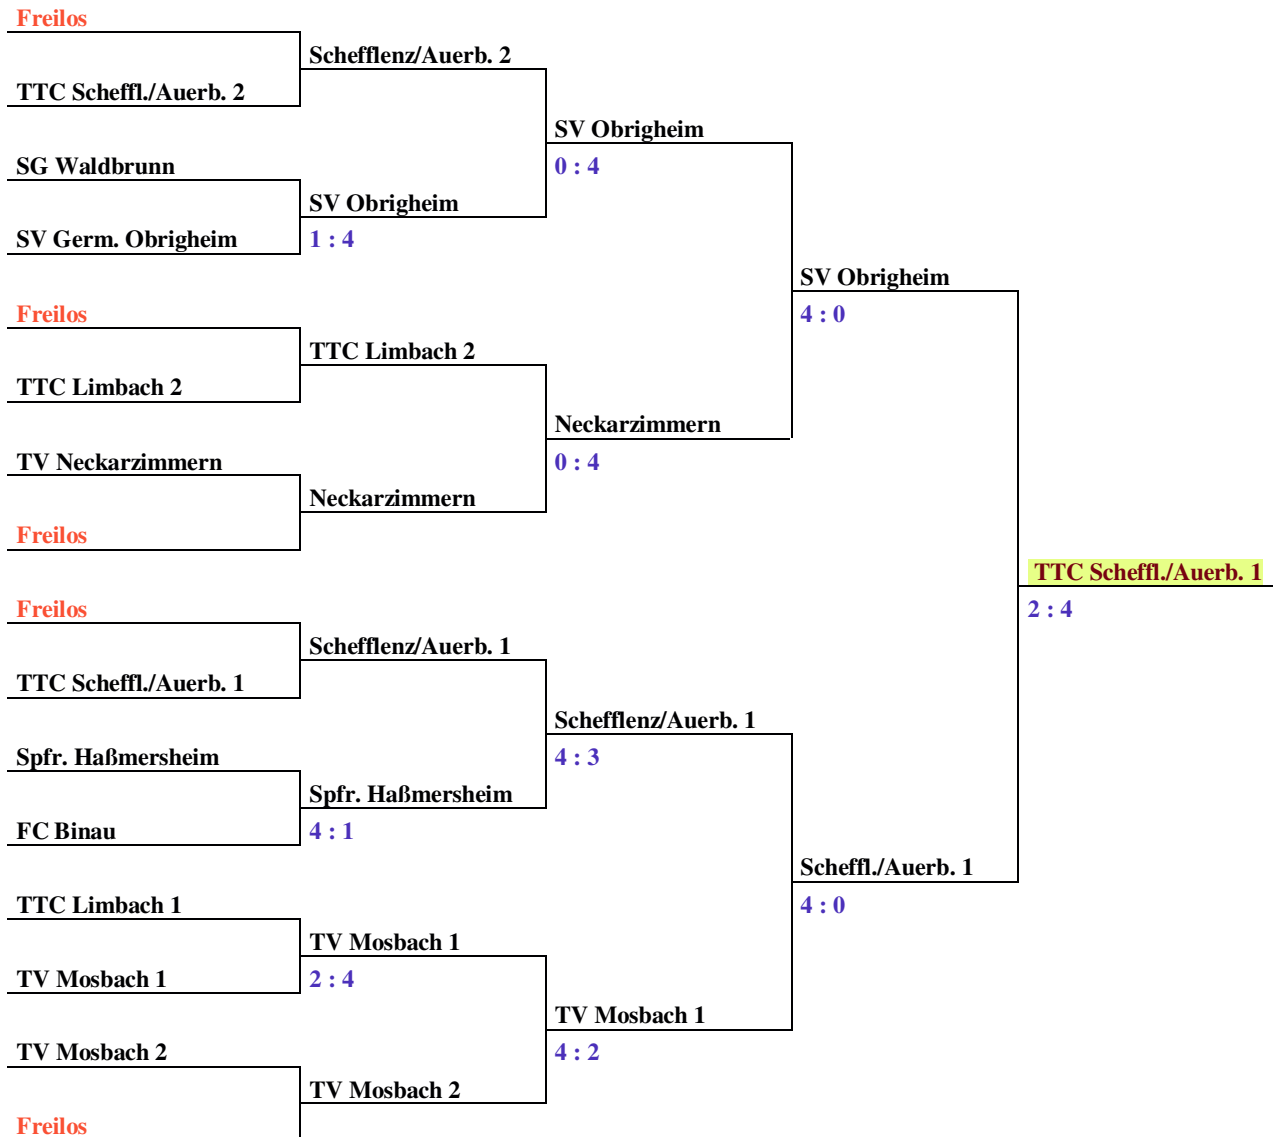 Freilos
Schefflenz/Auerb. 2
TTC Scheffl./Auerb. 2
SV Obrigheim
SG Waldbrunn
0 : 4
SV Obrigheim
SV Germ. Obrigheim
1 : 4
SV Obrigheim
Freilos
4 : 0
TTC Limbach 2
TTC Limbach 2
Neckarzimmern
TV Neckarzimmern
0 : 4
Neckarzimmern
Freilos
TTC Scheffl./Auerb. 1
Freilos
2 : 4
Schefflenz/Auerb. 1
TTC Scheffl./Auerb. 1
Schefflenz/Auerb. 1
Spfr. Haßmersheim
4 : 3
Spfr. Haßmersheim
FC Binau
4 : 1
Scheffl./Auerb. 1
TTC Limbach 1
4 : 0
TV Mosbach 1
TV Mosbach 1
2 : 4
TV Mosbach 1
TV Mosbach 2
4 : 2
TV Mosbach 2
Freilos